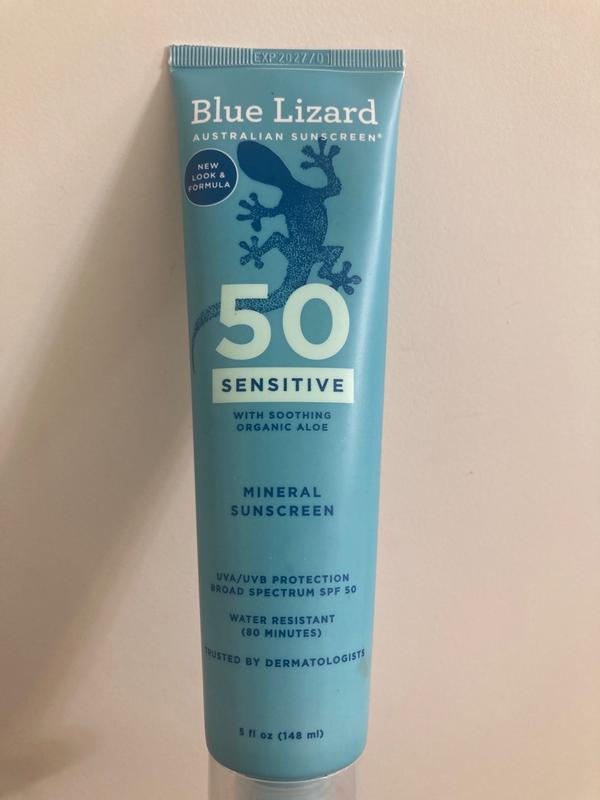 EXP 2027/01
Blue Lizard
AUSTRALIAN SUNSCREEN®
NEW
LOOK &
FORMULA
50
SENSITIVE
WITH SOOTHING
ORGANIC ALOE
MINERAL
SUNSCREEN
UVA/UVB PROTECTION
BROAD SPECTRUM SPF 50
WATER RESISTANT
(80 MINUTES)
TRUSTED BY DERMATOLOGISTS
5 fl oz (148 ml)